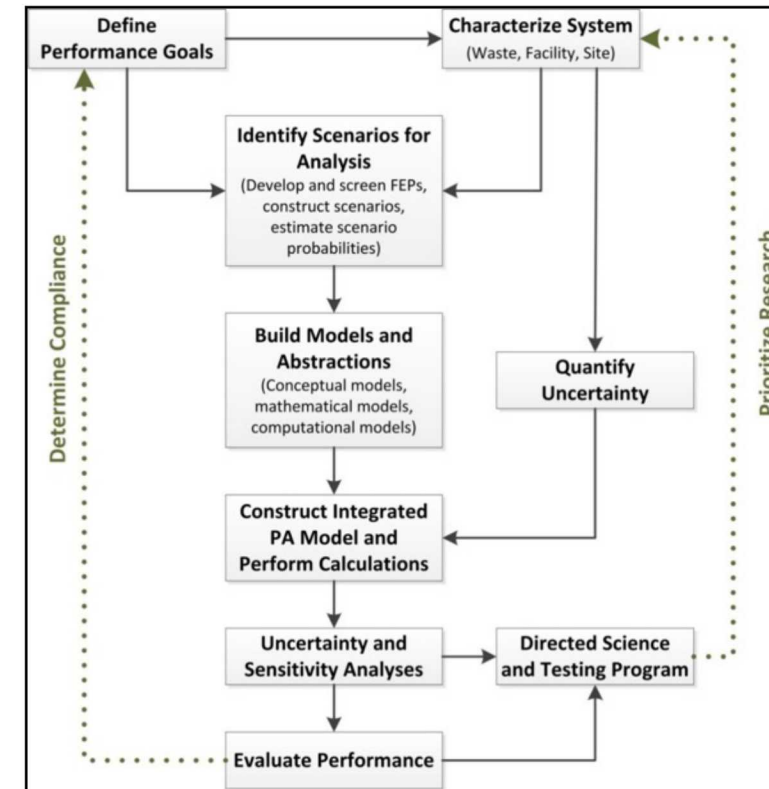 Define
Performance Goals
Characterize System
(Waste, Facility, Site)
Identify Scenarios for
Analysis
(Develop and screen FEPs,
construct scenarios,
estimate scenario
probabilities)
Determine Compliance
Prioritize Research
Build Models and
Abstractions
(Conceptual models,
mathematical models,
computational models)
Quantify
Uncertainty
Construct Integrated
PA Model and
Perform Calculations
Uncertainty and
Sensitivity Analyses
Directed Science
and Testing Program
Evaluate Performance